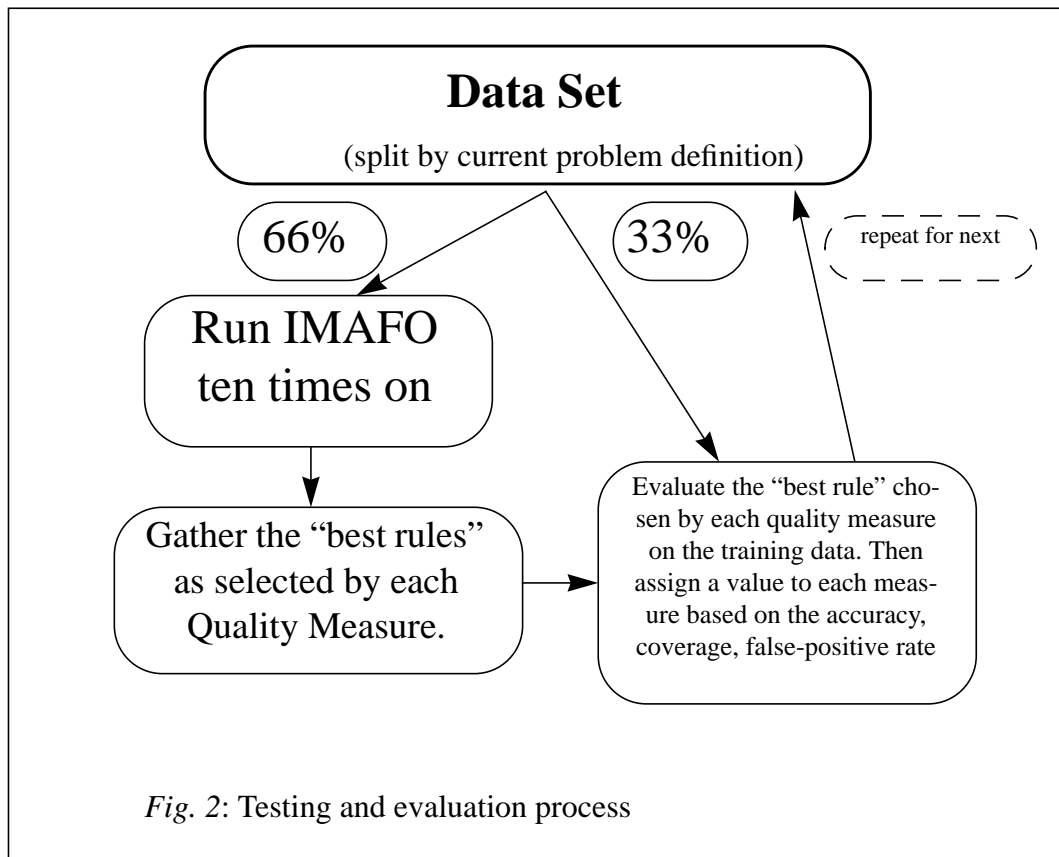 Data Set
(split by current problem definition)
66%
33%
repeat for next
Run IMAFO
ten times on
Gather the “best rules”
as selected by each
Quality Measure.
Evaluate the “best rule” cho-
sen by each quality measure
on the training data. Then
assign a value to each mea-
sure based on the accuracy,
coverage, false-positive rate
Fig. 2: Testing and evaluation process